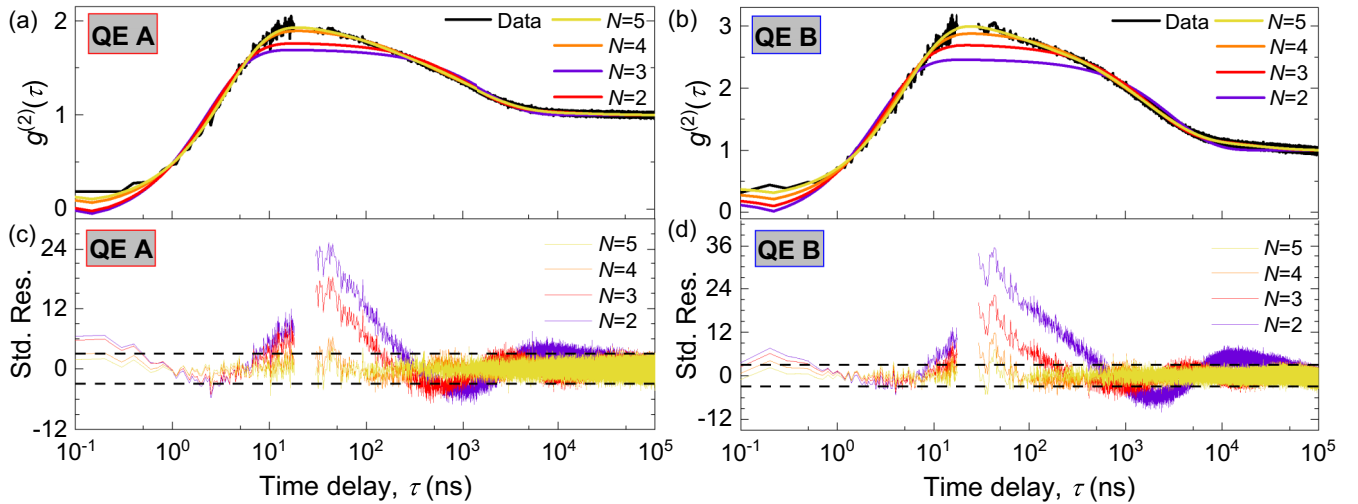 (a)
QE A
Data
N=5
N=4
N=3
N=2
g(2)(τ)
2
1
0
(b)
QE B
Data
N=5
N=4
N=3
N=2
g(2)(τ)
3
2
1
0
(c)
QE A
N=5
N=4
N=3
N=2
Std. Res.
24
12
0
-12
10-1
100
101
102
103
104
105
Time delay, τ (ns)
(d)
QE B
N=5
N=4
N=3
N=2
Std. Res.
36
24
12
0
-12
10-1
100
101
102
103
104
105
Time delay, τ (ns)